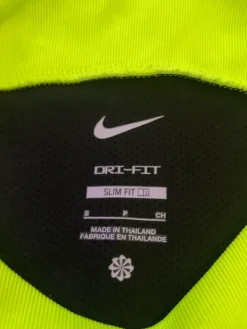 DRI-FIT
SLIM FIT
S P CH
MADE IN THAILAND
FABRIQUÉ EN THAÏLANDE